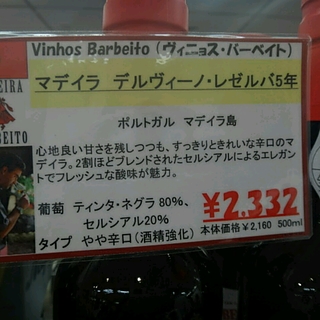 Vinhos Barbeito (ヴィニョス・バーベイト)
マデイラ デルヴィーノ・レゼルバ5年
ポルトガル マデイラ島
心地良い甘さを残しつつも、すっきりときれいな辛口の
マデイラ。2割ほどブレンドされたセルシアルによるエレガン
トでフレッシュな酸味が魅力。
葡萄 ティンタ・ネグラ 80%、
セルシアル20%
¥2,332
タイプ やや辛口(酒精強化) 本体価格¥2,160 500ml
EIRA
BEITO